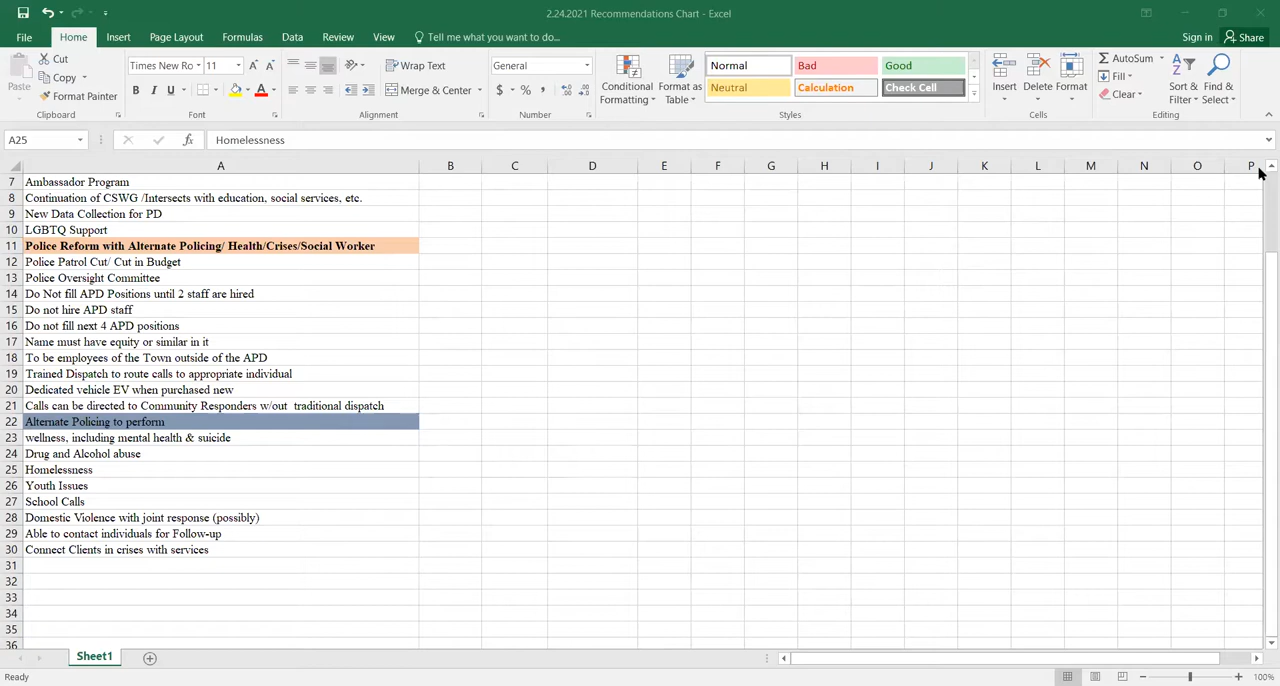 2.24.2021 Recommendations Chart - Excel
File Home Insert Page Layout Formulas Data Review View Tell me what you want to do... Sign in Share
Cut
Copy
Format Painter
Paste
Clipboard
Times New Ro 11 A A
B I U A
Font
Wrap Text
Merge & Center
Alignment
General
$ % ,
Number
Conditional Formatting
Format as Table
Normal Bad Good
Neutral Calculation Check Cell
Styles
Insert Delete Format
Cells
AutoSum
Fill
Clear
Sort & Filter
Find & Select
Editing
A25 fx Homelessness
A B C D E F G H I J K L M N O P
7 Ambassador Program
8 Continuation of CSWG /Intersects with education, social services, etc.
9 New Data Collection for PD
10 LGBTQ Support
11 Police Reform with Alternate Policing/ Health/Crises/Social Worker
12 Police Patrol Cut/ Cut in Budget
13 Police Oversight Committee
14 Do Not fill APD Positions until 2 staff are hired
15 Do not hire APD staff
16 Do not fill next 4 APD positions
17 Name must have equity or similar in it
18 To be employees of the Town outside of the APD
19 Trained Dispatch to route calls to appropriate individual
20 Dedicated vehicle EV when purchased new
21 Calls can be directed to Community Responders w/out traditional dispatch
22 Alternate Policing to perform
23 wellness, including mental health & suicide
24 Drug and Alcohol abuse
25 Homelessness
26 Youth Issues
27 School Calls
28 Domestic Violence with joint response (possibly)
29 Able to contact individuals for Follow-up
30 Connect Clients in crises with services
31
32
33
34
35
36
Sheet1
Ready 100%